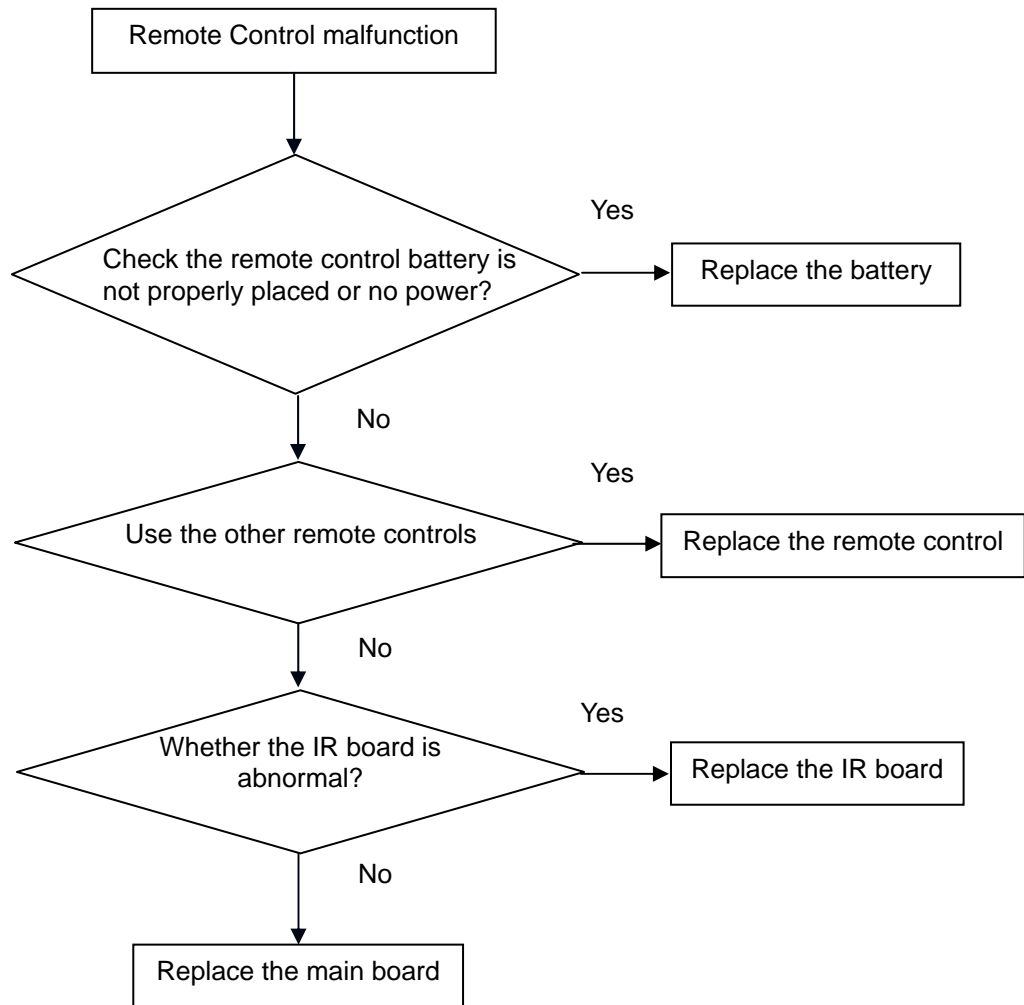 Remote Control malfunction
Yes
Check the remote control battery is
not properly placed or no power?
Replace the battery
No
Yes
Use the other remote controls
Replace the remote control
No
Yes
Whether the IR board is
abnormal?
Replace the IR board
No
Replace the main board